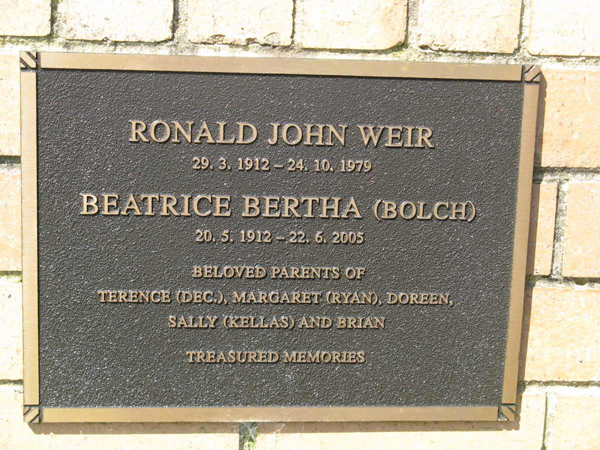 RONALD JOHN WEIR
29. 3. 1912 – 24. 10. 1979
BEATRICE BERTHA (BOLCH)
20. 5. 1912 – 22. 6. 2005
BELOVED PARENTS OF
TERENCE (DEC.), MARGARET (RYAN), DOREEN,
SALLY (KELLAS) AND BRIAN
TREASURED MEMORIES